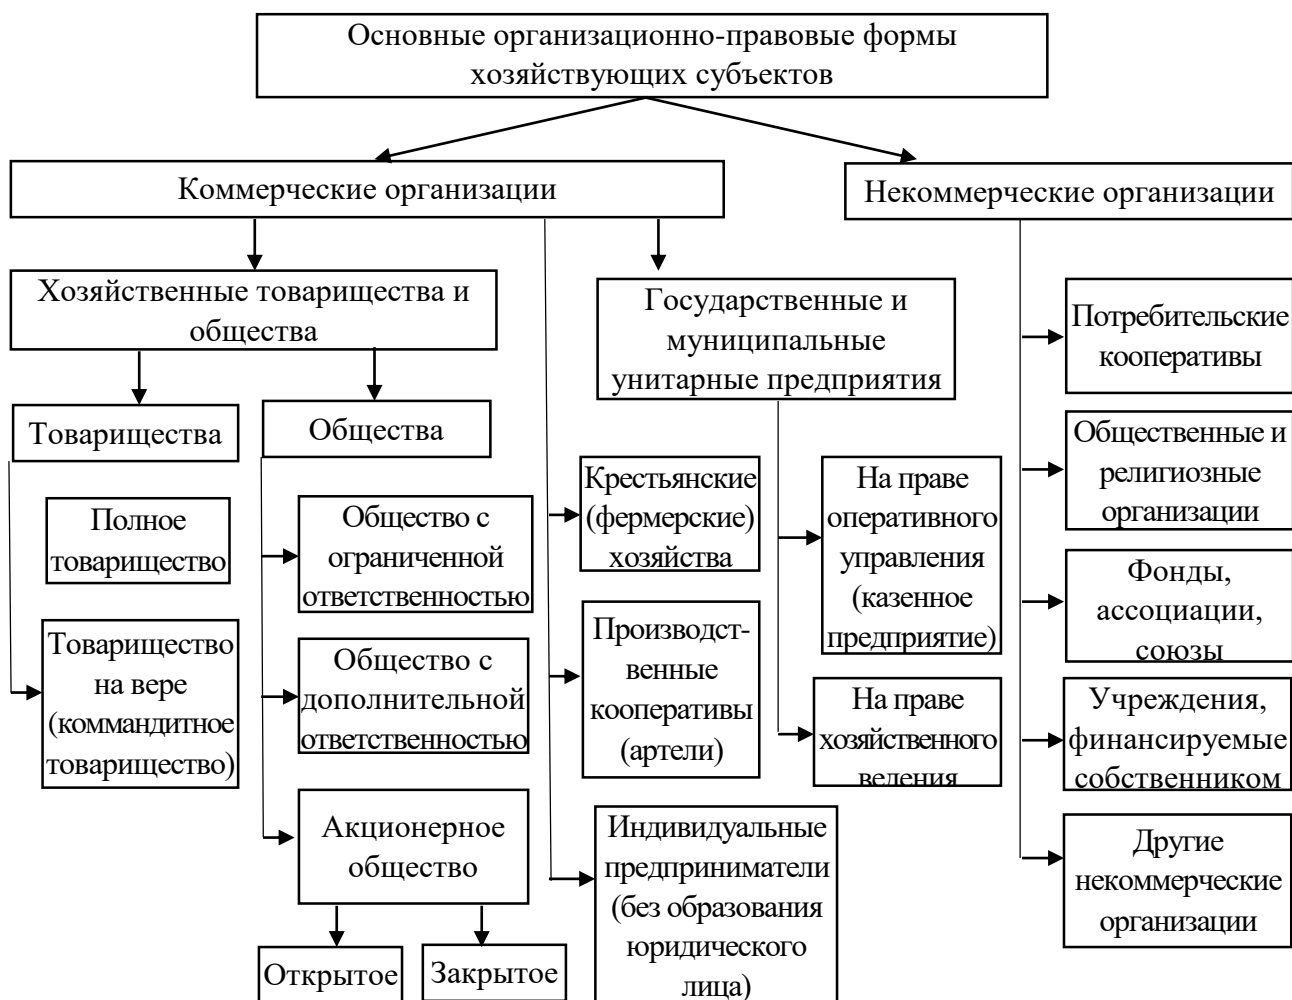 Основные организационно-правовые формы
хозяйствующих субъектов
Коммерческие организации
Некоммерческие организации
Хозяйственные товарищества и
общества
Государственные и
муниципальные
унитарные предприятия
Товарищества
Общества
Полное
товарищество
Товарищество
на вере
(коммандитное
товарищество)
Общество с
ограниченной
ответственностью
Общество с
дополнительной
ответственностью
Акционерное
общество
Открытое
Закрытое
Крестьянские
(фермерские)
хозяйства
Производст-
венные
кооперативы
(артели)
Индивидуальные
предприниматели
(без образования
юридического
лица)
На праве
оперативного
управления
(казенное
предприятие)
На праве
хозяйственного
ведения
Потребительские
кооперативы
Общественные и
религиозные
организации
Фонды,
ассоциации,
союзы
Учреждения,
финансируемые
собственником
Другие
некоммерческие
организации